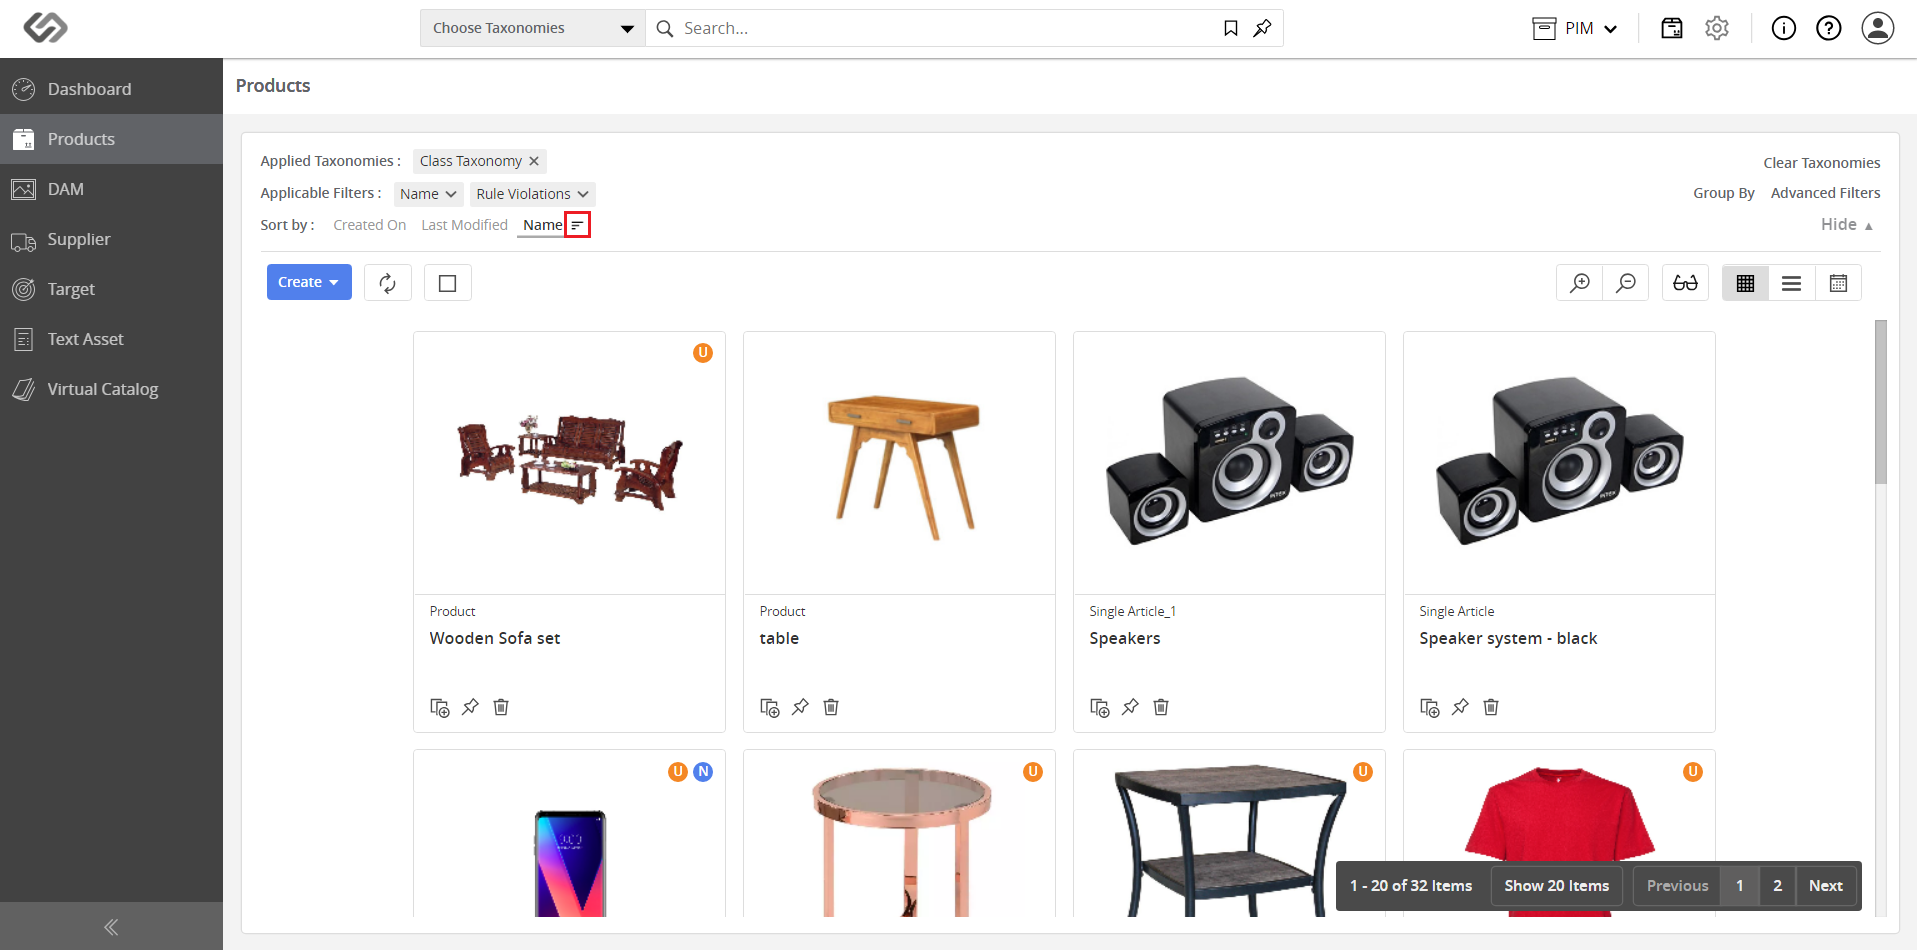 Choose Taxonomies
Search...
PIM
Dashboard
Products
DAM
Supplier
Target
Text Asset
Virtual Catalog
Products
Applied Taxonomies :
Class Taxonomy
Clear Taxonomies
Applicable Filters :
Name
Rule Violations
Group By
Advanced Filters
Sort by :
Created On
Last Modified
Name
Hide
Create
U
Product
Wooden Sofa set
Product
table
INTEX
Single Article_1
Speakers
INTEX
Single Article
Speaker system - black
U
N
U
U
U
1 - 20 of 32 Items
Show 20 Items
Previous
1
2
Next